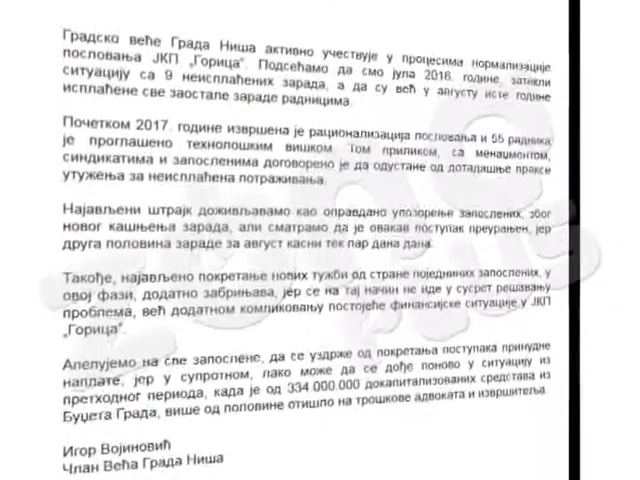 Градско веће Града Ниша активно учествује у процесима нормализације
пословања ЈКП „Горица". Подсећамо да смо јула 2016. године, затекли
ситуацију са 9 неисплаћених зарада, а да су већ у августу исте године
исплаћене све заостале зараде радницима.
Почетком 2017. године извршена је рационализација пословања и 55 радника
је проглашено технолошким вишком. Том приликом, са менаџментом,
синдикатима и запосленима договорено је да одустане од дотадашње праксе
утужења за неисплаћена потраживања.
Најављени штрајк доживљавамо као оправдано упозорење запослених, због
новог кашњења зарада, али сматрамо да је овакав поступак преурањен, јер
друга половина зараде за август касни тек пар дана дана.
Такође, најављено покретање нових тужби од стране појединих запослених, у
овој фази, додатно забрињава, јер се на тај начин не иде у сусрет решавању
проблема, већ додатном компликовању постојеће финансијске ситуације у ЈКП
„Горица".
Апелујемо на све запослене, да се уздрже од покретања поступака принудне
наплате, јер у супротном, лако може да се дође поново у ситуацију из
претходног периода, када је од 334.000.000 докапитализованих средстава из
Буџета Града, више од половине отишло на трошкове адвоката и извршитеља.
Игор Војиновић
Члан Већа Града Ниша